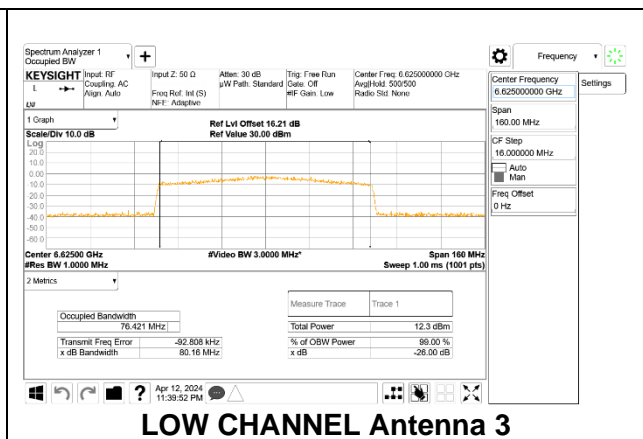 Spectrum Analyzer 1
Occupied BW
Frequency
KEYSIGHT Input: RF Input Z: 50 Ω Atten: 30 dB Trig: Free Run Center Freq: 6.625000000 GHz
L Coupling: AC µW Path: Standard Gate: Off Avg|Hold: 500/500
Align: Auto Freq Ref: Int (S) #IF Gain: Low Radio Std: None
NFE: Adaptive
Center Frequency
6.625000000 GHz
Settings
Span
160.00 MHz
CF Step
16.000000 MHz
Auto
Man
Freq Offset
0 Hz
1 Graph
Ref Lvl Offset 16.21 dB
Scale/Div 10.0 dB Ref Value 30.00 dBm
Log
20.0
10.0
0.00
-10.0
-20.0
-30.0
-40.0
-50.0
-60.0
Center 6.62500 GHz #Video BW 3.0000 MHz* Span 160 MHz
#Res BW 1.0000 MHz Sweep 1.00 ms (1001 pts)
2 Metrics
Measure Trace Trace 1
Occupied Bandwidth
76.421 MHz Total Power 12.3 dBm
Transmit Freq Error -92.808 kHz % of OBW Power 99.00 %
x dB Bandwidth 80.16 MHz x dB -26.00 dB
Apr 12, 2024
11:39:52 PM
LOW CHANNEL Antenna 3